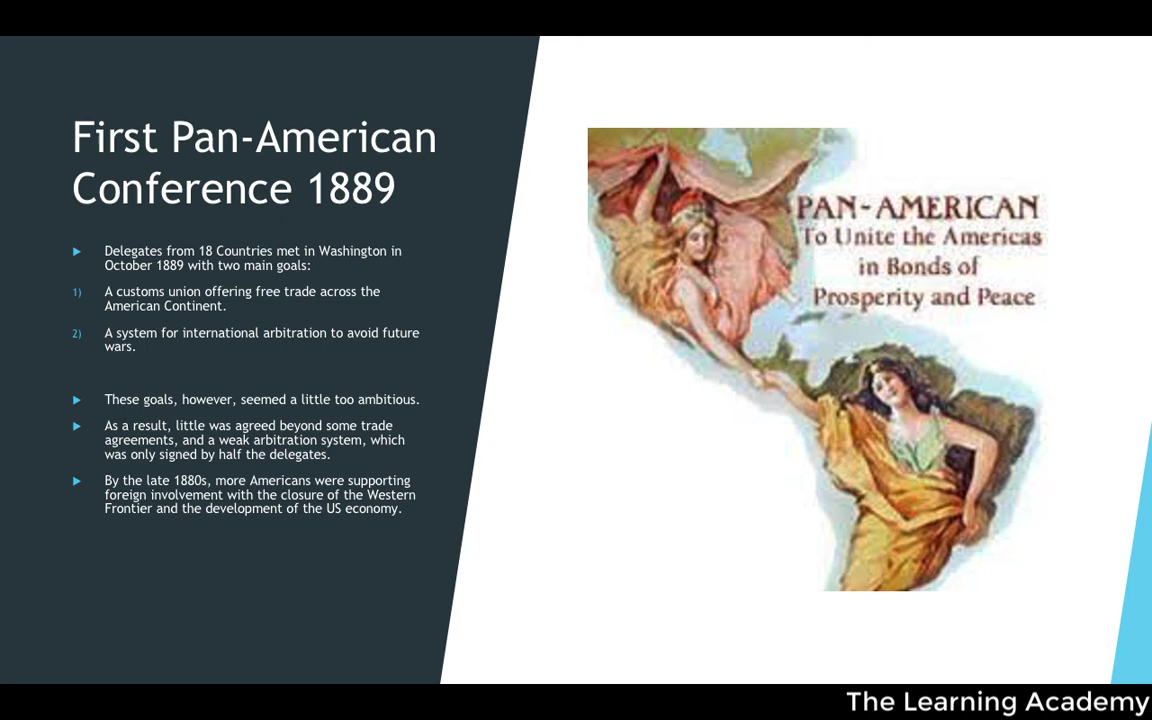 First Pan-American
Conference 1889
Delegates from 18 Countries met in Washington in
October 1889 with two main goals:
1) A customs union offering free trade across the
American Continent.
2) A system for international arbitration to avoid future
wars.
These goals, however, seemed a little too ambitious.
As a result, little was agreed beyond some trade
agreements, and a weak arbitration system, which
was only signed by half the delegates.
By the late 1880s, more Americans were supporting
foreign involvement with the closure of the Western
Frontier and the development of the US economy.
PAN-AMERICAN
To Unite the Americas
in Bonds of
Prosperity and Peace
The Learning Academy